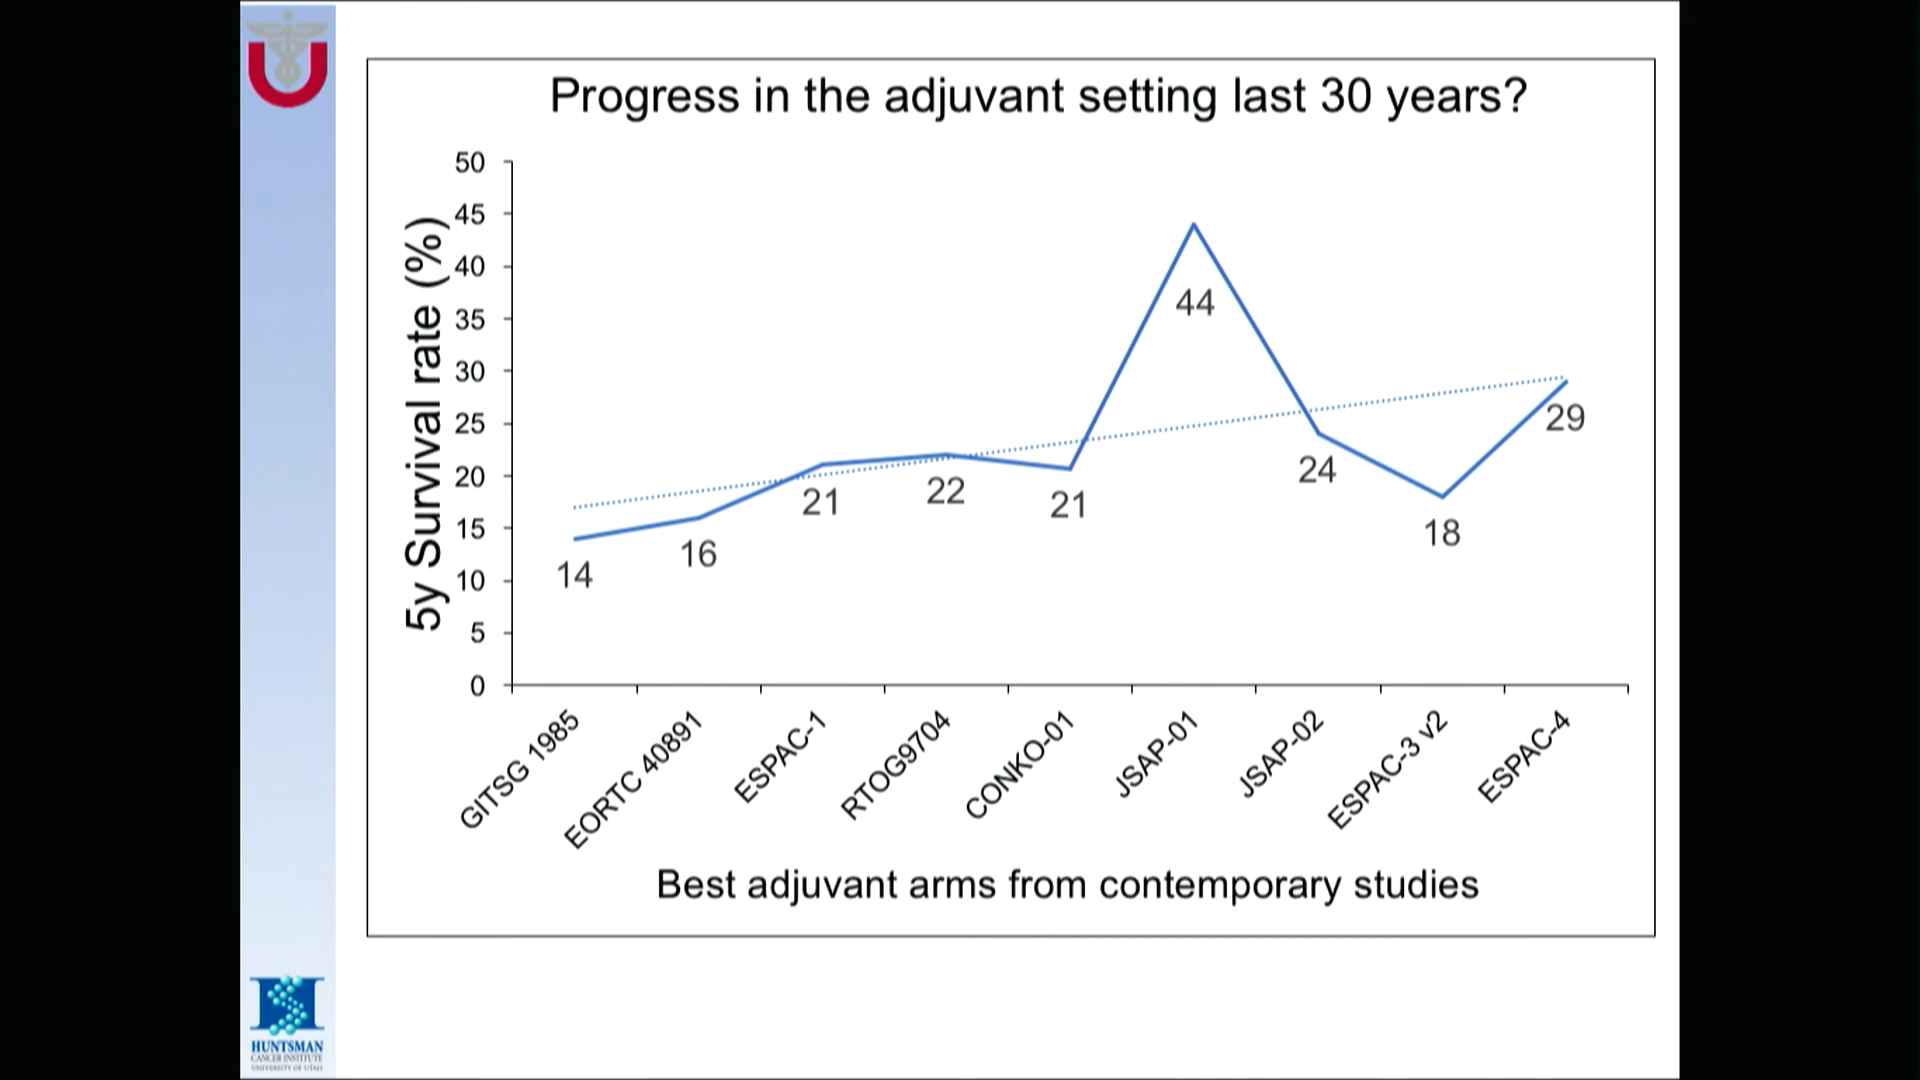 Progress in the adjuvant setting last 30 years?
5y Survival rate (%)
50
45
40
35
30
25
20
15
10
5
0
14
16
21
22
21
44
24
18
29
GITSG 1985
EORTC 40891
ESPAC-1
RTOG9704
CONKO-01
JSAP-01
JSAP-02
ESPAC-3 v2
ESPAC-4
Best adjuvant arms from contemporary studies
HUNTSMAN
CANCER INSTITUTE
UNIVERSITY OF UTAH